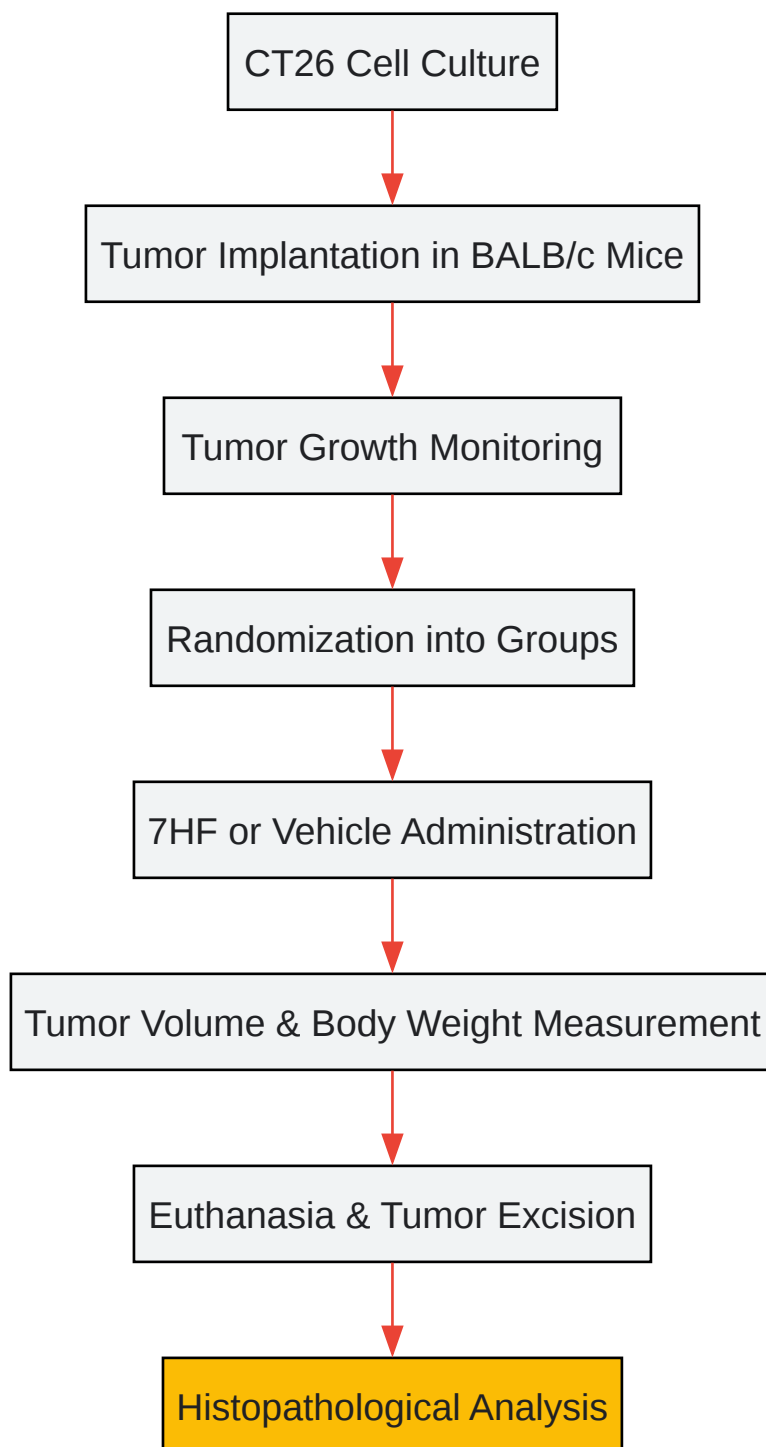 CT26 Cell Culture
Tumor Implantation in BALB/c Mice
Tumor Growth Monitoring
Randomization into Groups
7HF or Vehicle Administration
Tumor Volume & Body Weight Measurement
Euthanasia & Tumor Excision
Histopathological Analysis